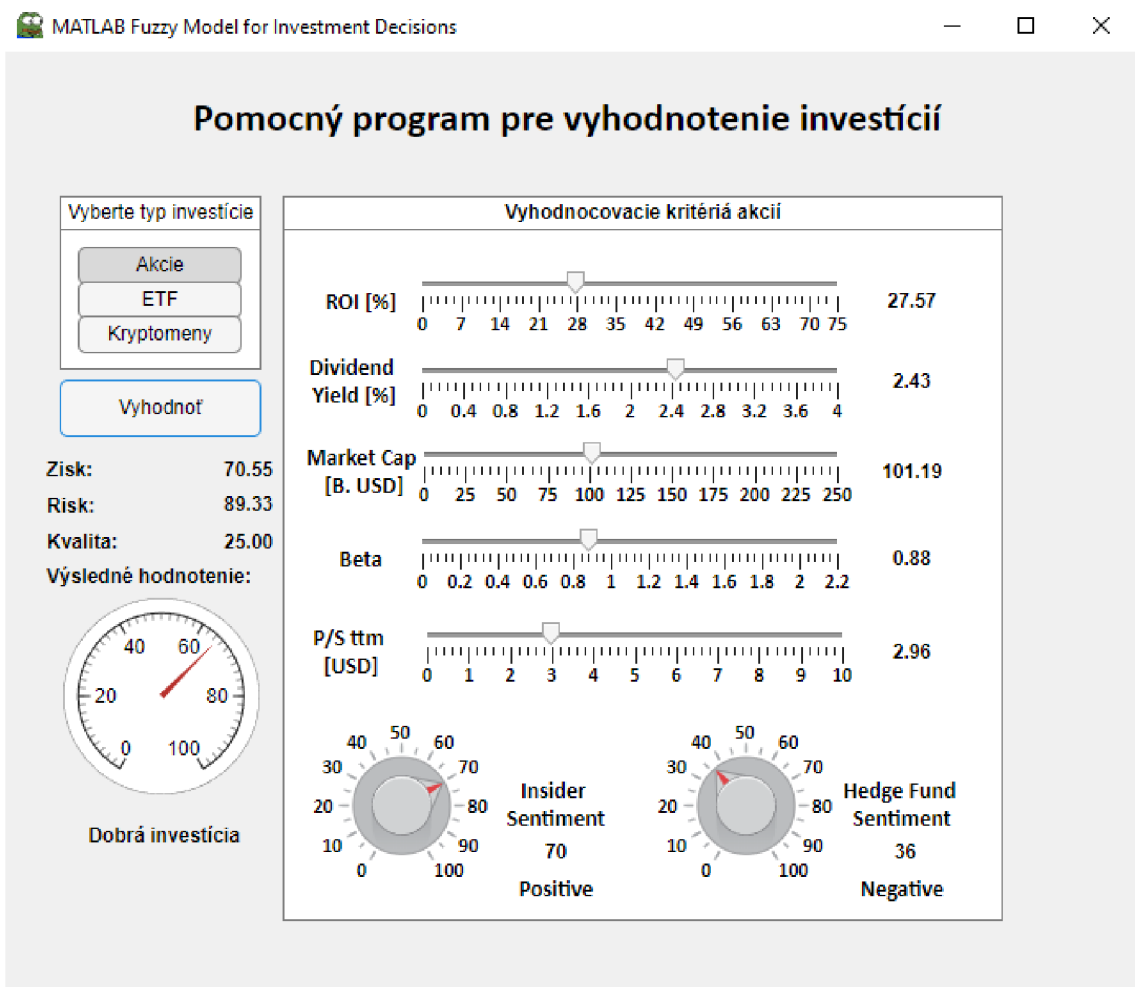 MATLAB Fuzzy Model for Investment Decisions
Pomocný program pre vyhodnotenie investícií
Vyberte typ investície
Akcie
ETF
Kryptomeny
Vyhodnoť
Zisk: 70.55
Risk: 89.33
Kvalita: 25.00
Výsledné hodnotenie:
40 60
20 80
0 100
Dobrá investícia
Vyhodnocovacie kritériá akcií
ROI [%] 27.57
0 7 14 21 28 35 42 49 56 63 70 75
Dividend
Yield [%] 2.43
0 0.4 0.8 1.2 1.6 2 2.4 2.8 3.2 3.6 4
Market Cap
[B. USD] 101.19
0 25 50 75 100 125 150 175 200 225 250
Beta 0.88
0 0.2 0.4 0.6 0.8 1 1.2 1.4 1.6 1.8 2 2.2
P/S ttm
[USD] 2.96
0 1 2 3 4 5 6 7 8 9 10
50
40 60
30 70
20 80
10 90
0 100
Insider
Sentiment
70
Positive
50
40 60
30 70
20 80
10 90
0 100
Hedge Fund
Sentiment
36
Negative